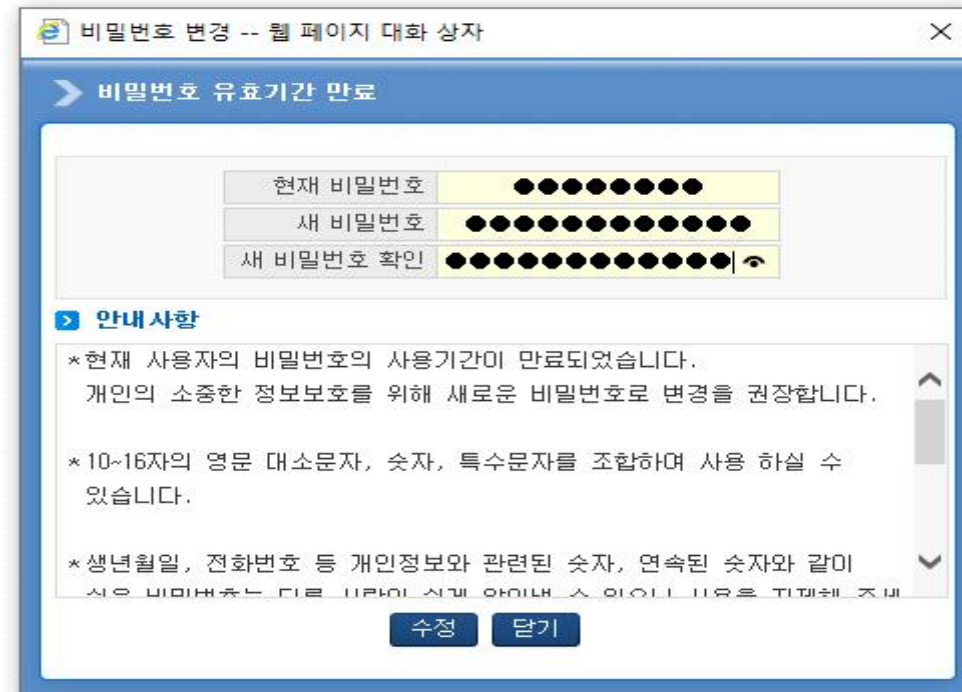 비밀번호 변경 -- 웹 페이지 대화 상자
비밀번호 유효기간 만료
현재 비밀번호 ●●●●●●●●
새 비밀번호 ●●●●●●●●●●●●
새 비밀번호 확인 ●●●●●●●●●●●●
안내사항
*현재 사용자의 비밀번호의 사용기간이 만료되었습니다.
개인의 소중한 정보보호를 위해 새로운 비밀번호로 변경을 권장합니다.
*10~16자의 영문 대소문자, 숫자, 특수문자를 조합하여 사용 하실 수
있습니다.
*생년월일, 전화번호 등 개인정보와 관련된 숫자, 연속된 숫자와 같이
수정 닫기